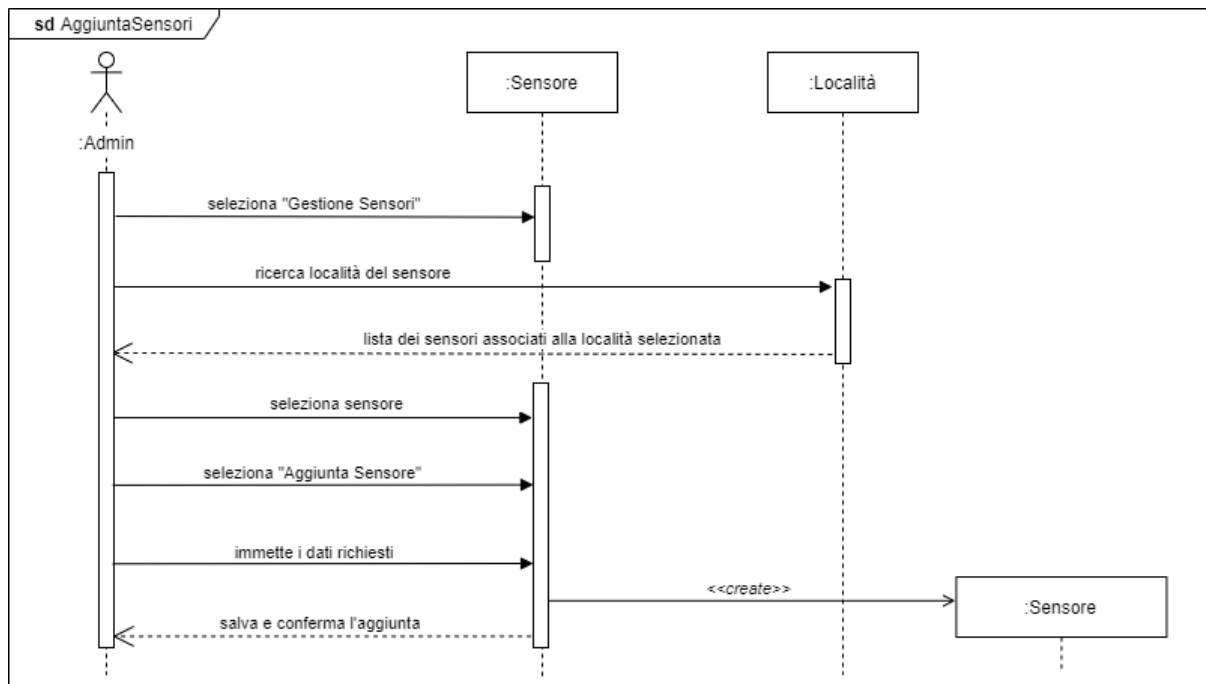 sd AggiuntaSensori
:Sensore
:Località
:Admin
seleziona "Gestione Sensori"
ricerca località del sensore
lista dei sensori associati alla località selezionata
seleziona sensore
seleziona "Aggiunta Sensore"
immette i dati richiesti
<<create>>
:Sensore
salva e conferma l'aggiunta